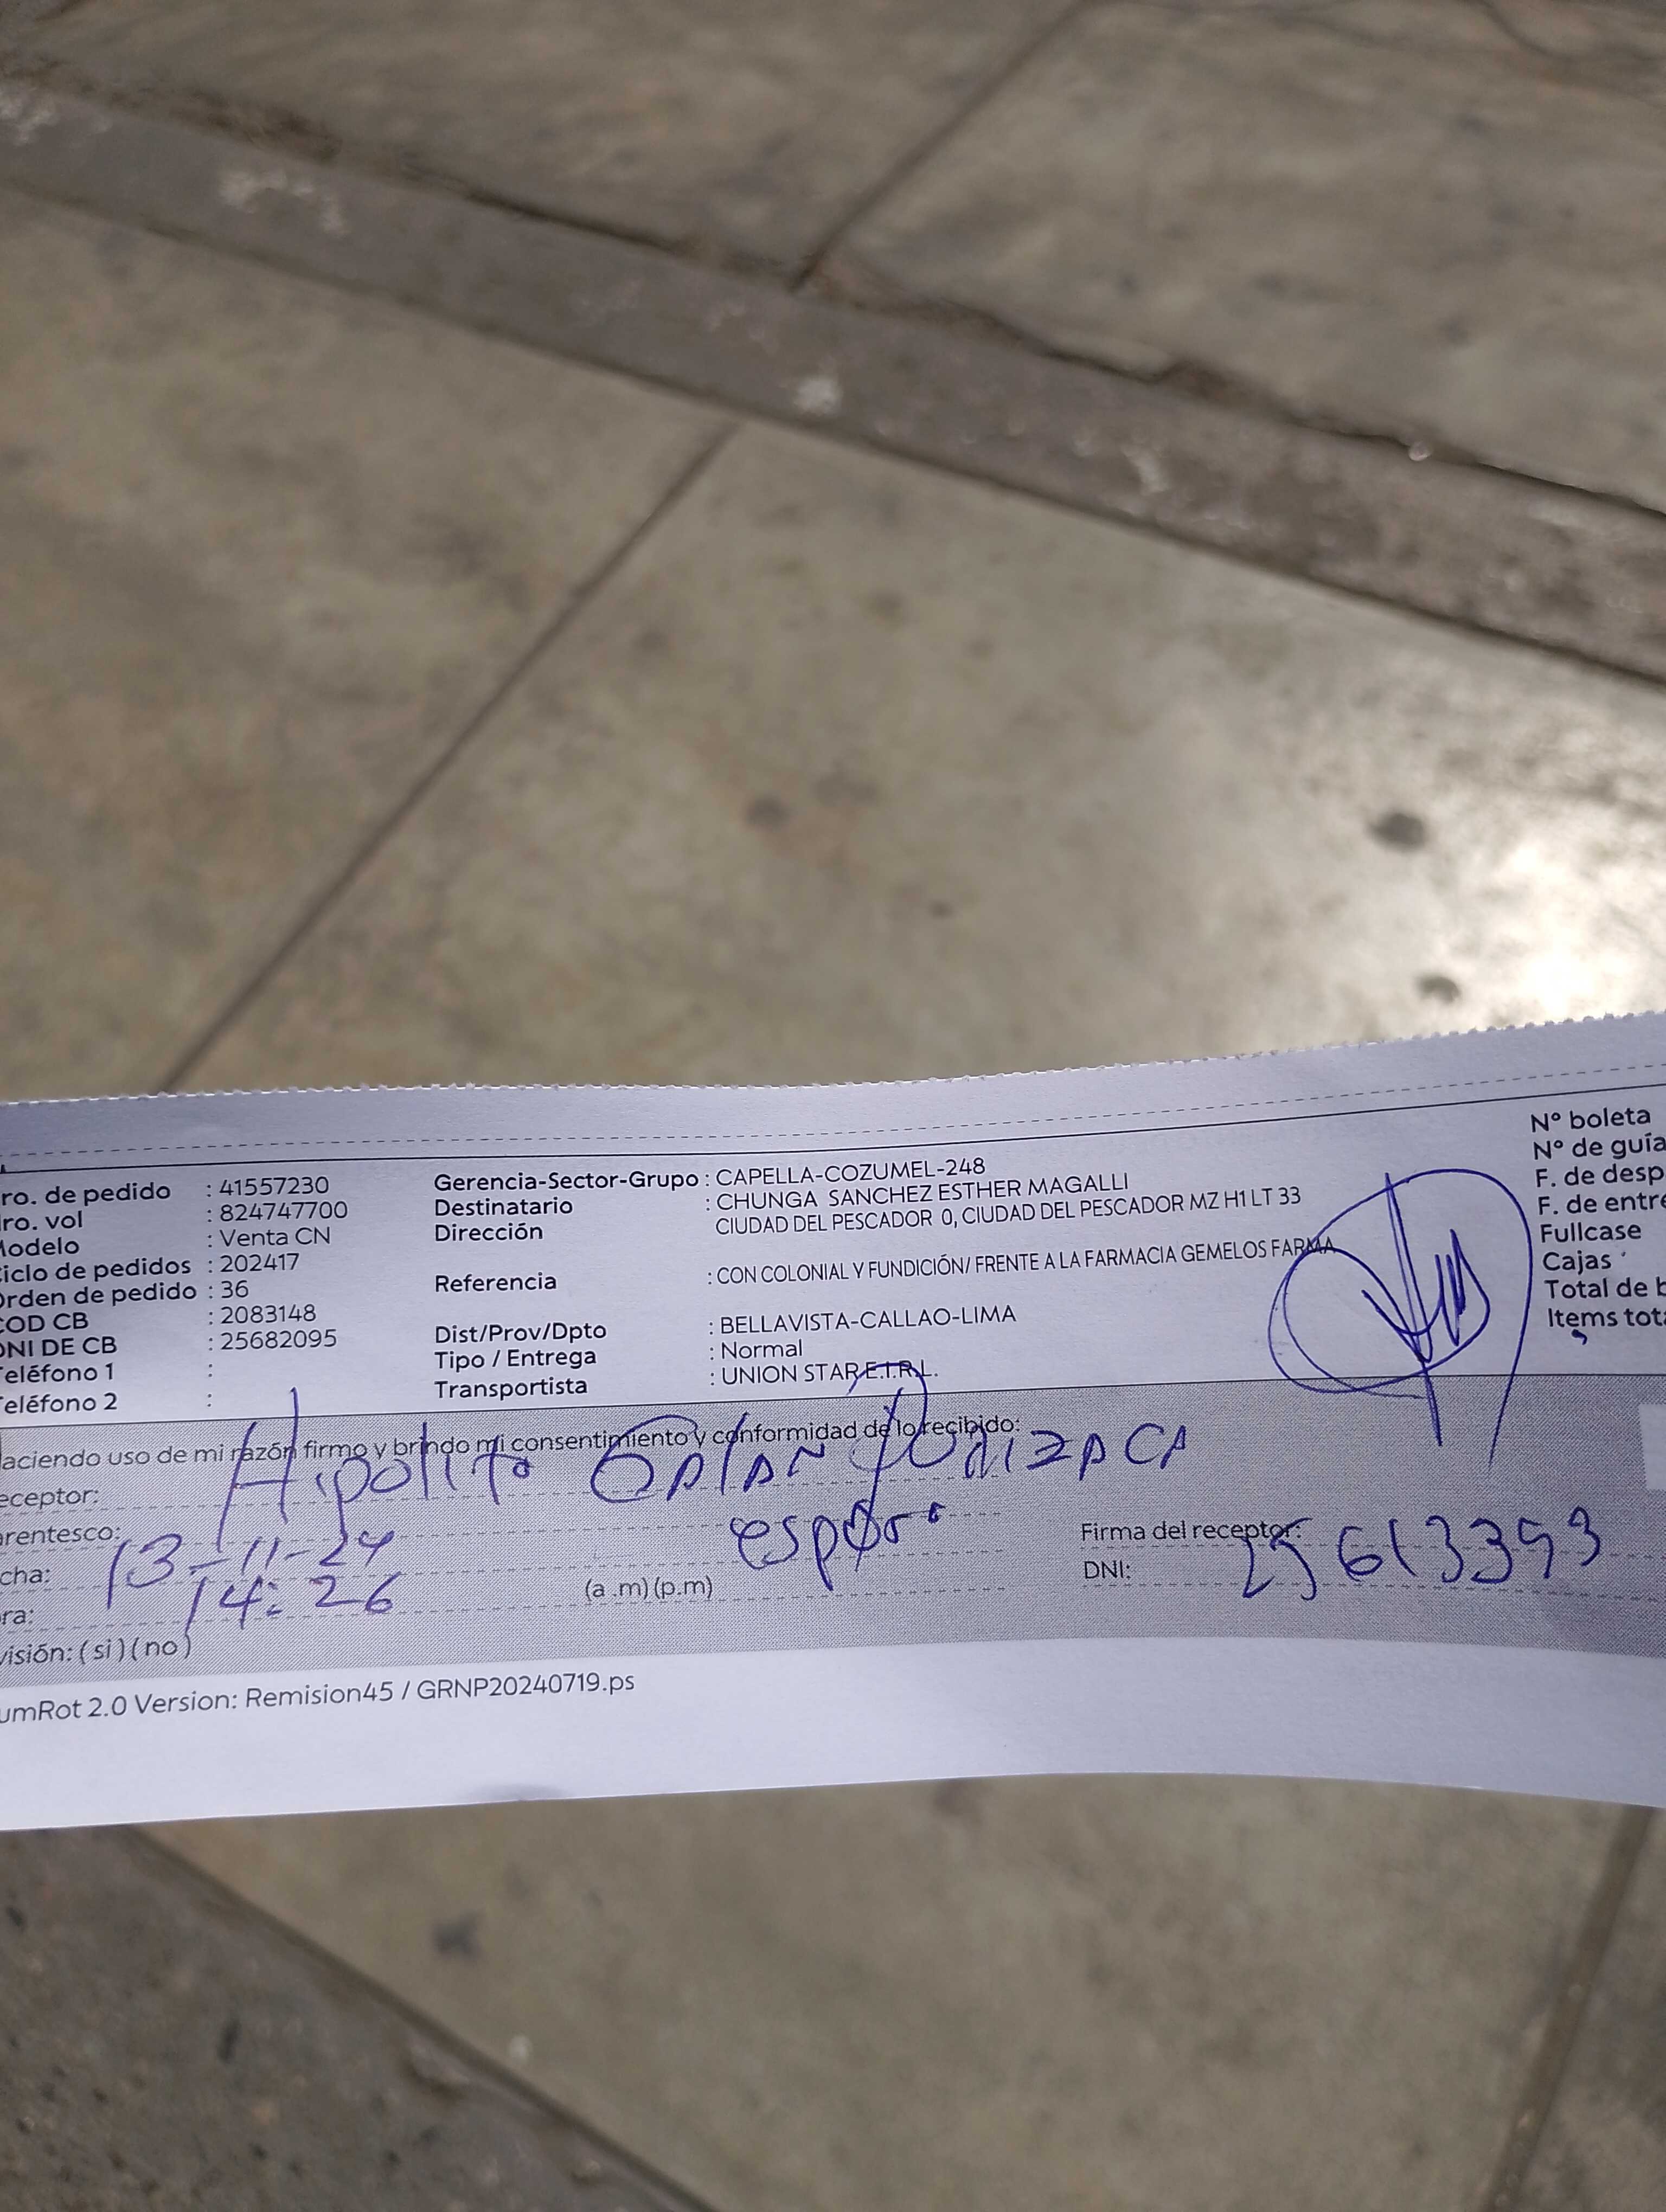 ro. de pedido : 41557230
ro. vol : 824747700
odelo : Venta CN
iclo de pedidos : 202417
rden de pedido : 36
COD CB : 2083148
DNI DE CB : 25682095
Teléfono 1 :
Teléfono 2 :
Gerencia-Sector-Grupo : CAPELLA-COZUMEL-248
Destinatario : CHUNGA SANCHEZ ESTHER MAGALLI
Dirección CIUDAD DEL PESCADOR 0, CIUDAD DEL PESCADOR MZ H1 LT 33
Referencia : CON COLONIAL Y FUNDICIÓN/ FRENTE A LA FARMACIA GEMELOS FARMA
Dist/Prov/Dpto : BELLAVISTA-CALLAO-LIMA
Tipo / Entrega : Normal
Transportista : UNION STAR E.I.R.L.
Nº boleta
Nº de guía
F. de desp
F. de entre
Fullcase
Cajas
Total de b
Items tota
aciendo uso de mi razón firmo y brindo mi consentimiento y conformidad de lo recibido:
eceptor: Hipolito
arentesco: esposo
cha: 13-11-24
ra: 14:26 (a .m) (p.m)
Firma del receptor:
DNI: 25613393
visión: ( si ) ( no )
umRot 2.0 Version: Remision45 / GRNP20240719.ps